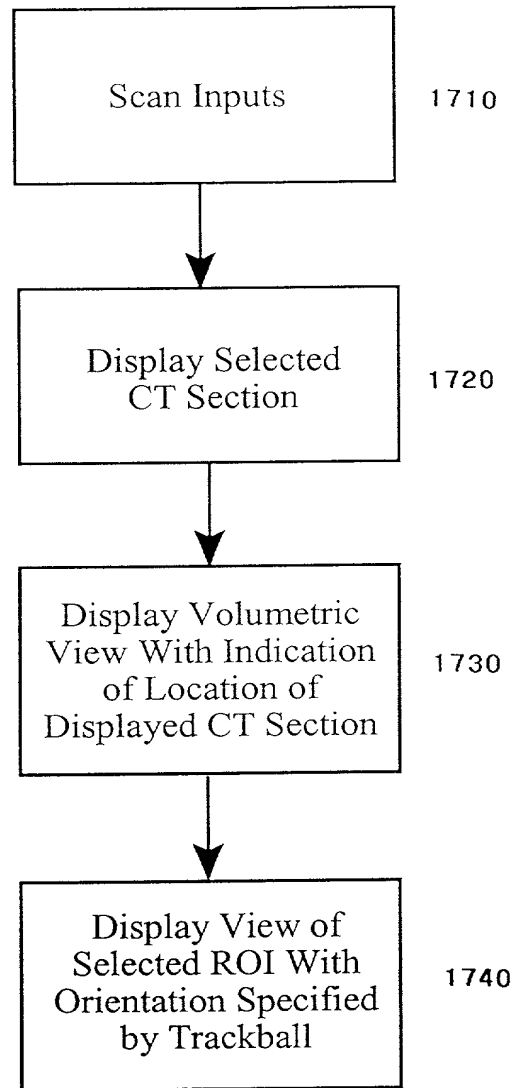 Scan Inputs
1710
Display Selected
CT Section
1720
Display Volumetric
View With Indication
of Location of
Displayed CT Section
1730
Display View of
Selected ROI With
Orientation Specified
by Trackball
1740